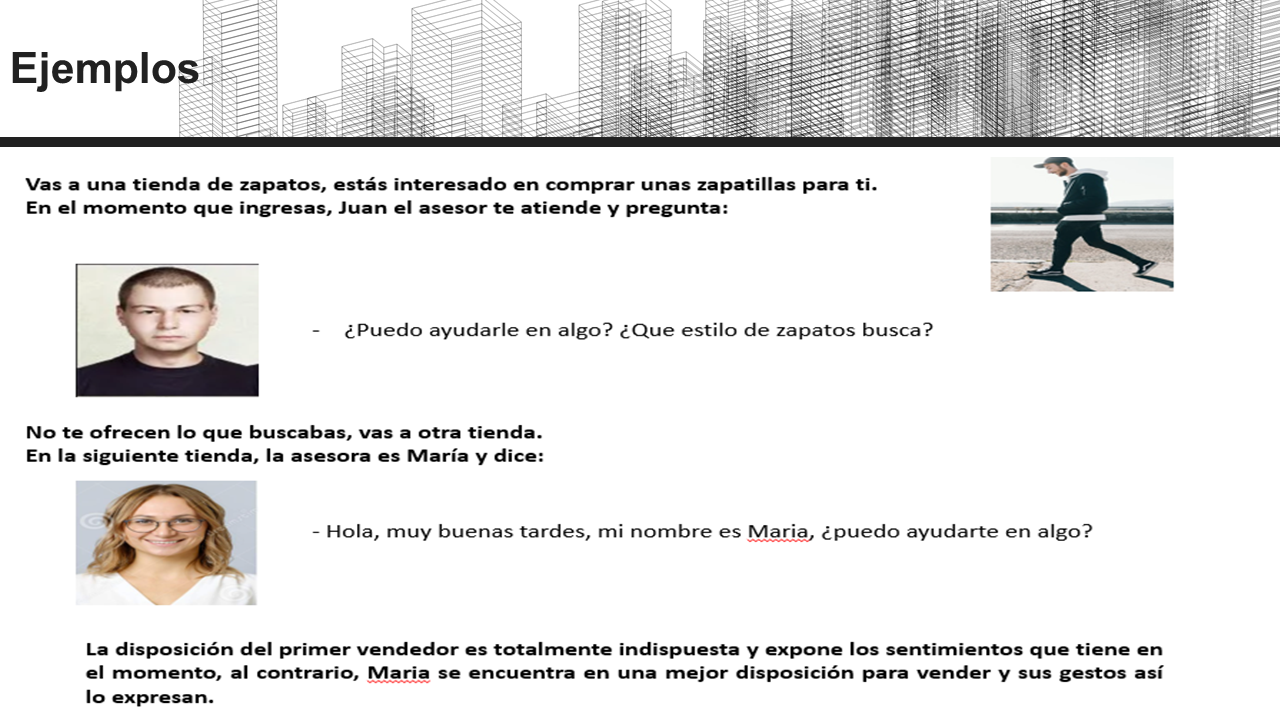 Ejemplos
Vas a una tienda de zapatos, estás interesado en comprar unas zapatillas para ti.
En el momento que ingresas, Juan el asesor te atiende y pregunta:
- ¿Puedo ayudarle en algo? ¿Que estilo de zapatos busca?
No te ofrecen lo que buscabas, vas a otra tienda.
En la siguiente tienda, la asesora es María y dice:
- Hola, muy buenas tardes, mi nombre es Maria, ¿puedo ayudarte en algo?
La disposición del primer vendedor es totalmente indispuesta y expone los sentimientos que tiene en
el momento, al contrario, Maria se encuentra en una mejor disposición para vender y sus gestos así
lo expresan.